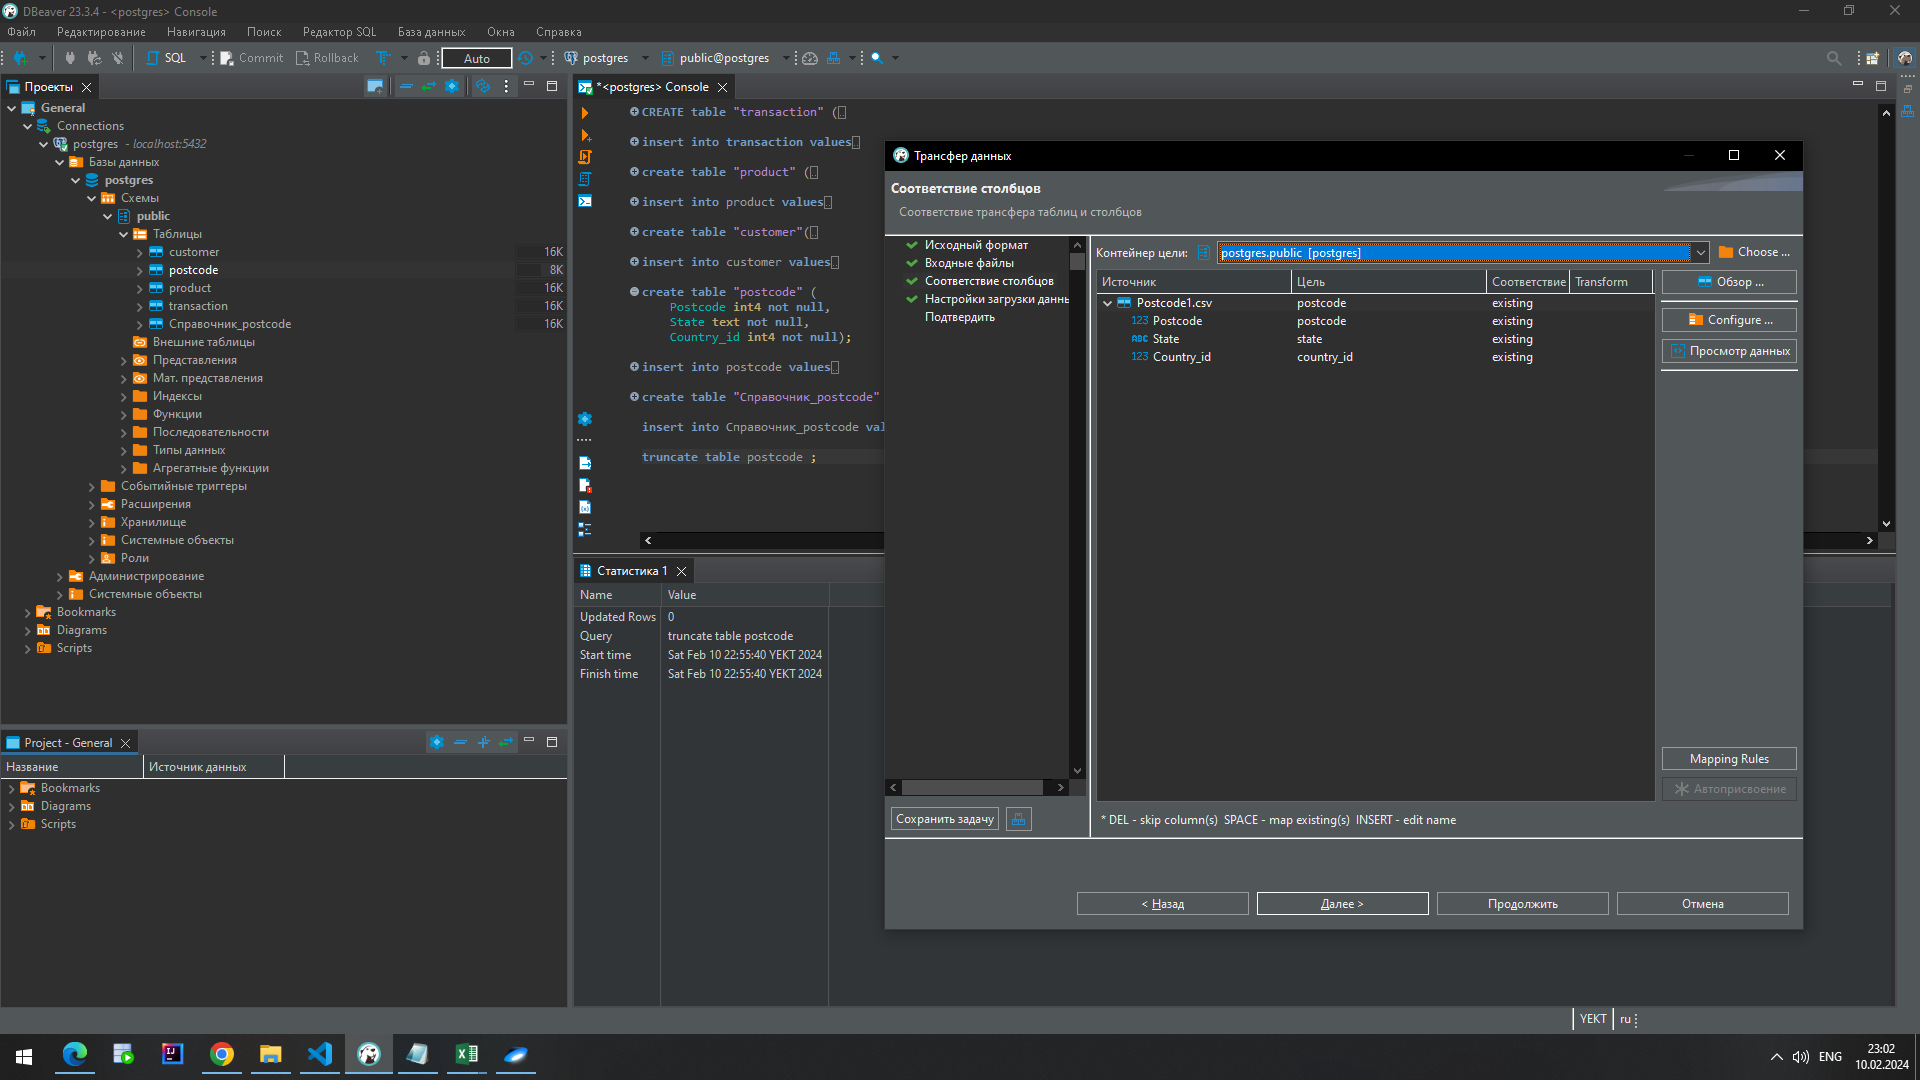 DBeaver 23.3.4 - <postgres> Console
Файл Редактирование Навигация Поиск Редактор SQL База данных Окна Справка
SQL Commit Rollback Auto postgres public@postgres
Проекты
General
Connections
postgres - localhost:5432
Базы данных
postgres
Схемы
public
Таблицы
customer 16K
postcode 8K
product 16K
transaction 16K
Справочник_postcode 16K
Внешние таблицы
Представления
Мат. представления
Индексы
Функции
Последовательности
Типы данных
Агрегатные функции
Событийные триггеры
Расширения
Хранилище
Системные объекты
Роли
Администрирование
Системные объекты
Bookmarks
Diagrams
Scripts
Project - General
Название Источник данных
Bookmarks
Diagrams
Scripts
*<postgres> Console
CREATE table "transaction" (
insert into transaction values
create table "product" (
insert into product values
create table "customer"(
insert into customer values
create table "postcode" (
Postcode int4 not null,
State text not null,
Country_id int4 not null);
insert into postcode values
create table "Справочник_postcode"
insert into Справочник_postcode val
truncate table postcode ;
Статистика 1
Name Value
Updated Rows 0
Query truncate table postcode
Start time Sat Feb 10 22:55:40 YEKT 2024
Finish time Sat Feb 10 22:55:40 YEKT 2024
Трансфер данных
Соответствие столбцов
Соответствие трансфера таблиц и столбцов
Исходный формат
Входные файлы
Соответствие столбцов
Настройки загрузки данны
Подтвердить
Сохранить задачу
Контейнер цели: postgres.public [postgres] Choose ...
Источник Цель Соответствие Transform
Postcode1.csv postcode existing
123 Postcode postcode existing
ABC State state existing
123 Country_id country_id existing
Обзор ...
Configure ...
Просмотр данных
Mapping Rules
Автоприсвоение
* DEL - skip column(s) SPACE - map existing(s) INSERT - edit name
< Назад Далее > Продолжить Отмена
YEKT ru
ENG
23:02
10.02.2024